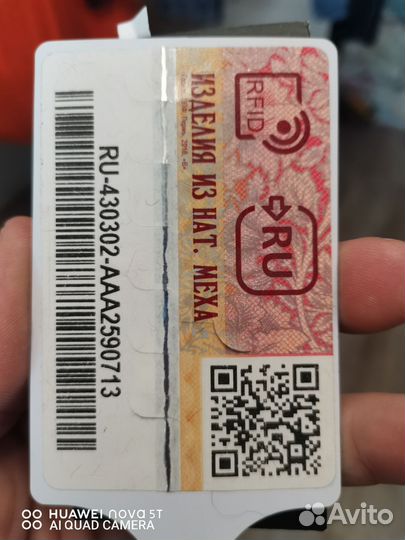 RFID
RU
ИЗДЕЛИЯ ИЗ НАТ. МЕХА
RU-430302-AAA2590713
HUAWEI nova 5T
AI QUAD CAMERA
Avito